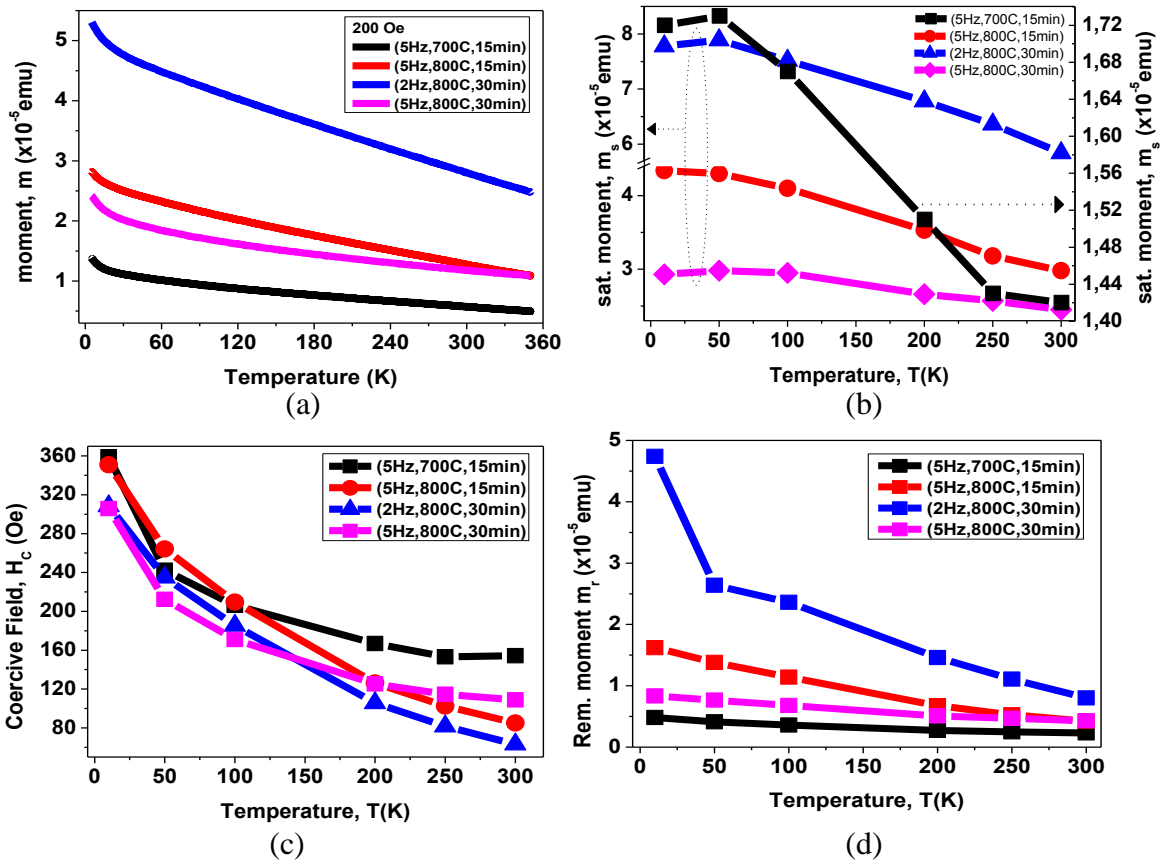 200 Oe
(5Hz,700C,15min)
(5Hz,800C,15min)
(2Hz,800C,30min)
(5Hz,800C,30min)
5
4
3
2
1
moment, m (x10⁻⁵emu)
0 60 120 180 240 300 360
Temperature (K)
(a)
(5Hz,700C,15min)
(5Hz,800C,15min)
(2Hz,800C,30min)
(5Hz,800C,30min)
8
7
6
4
3
sat. moment, mₛ (x10⁻⁵emu)
1,72
1,68
1,64
1,60
1,56
1,52
1,48
1,44
1,40
sat. moment, mₛ (x10⁻⁵emu)
0 50 100 150 200 250 300
Temperature, T(K)
(b)
(5Hz,700C,15min)
(5Hz,800C,15min)
(2Hz,800C,30min)
(5Hz,800C,30min)
360
320
280
240
200
160
120
80
Coercive Field, H_C (Oe)
0 50 100 150 200 250 300
Temperature, T(K)
(c)
(5Hz,700C,15min)
(5Hz,800C,15min)
(2Hz,800C,30min)
(5Hz,800C,30min)
5
4
3
2
1
0
Rem. moment mᵣ (x10⁻⁵emu)
0 50 100 150 200 250 300
Temperature, T(K)
(d)